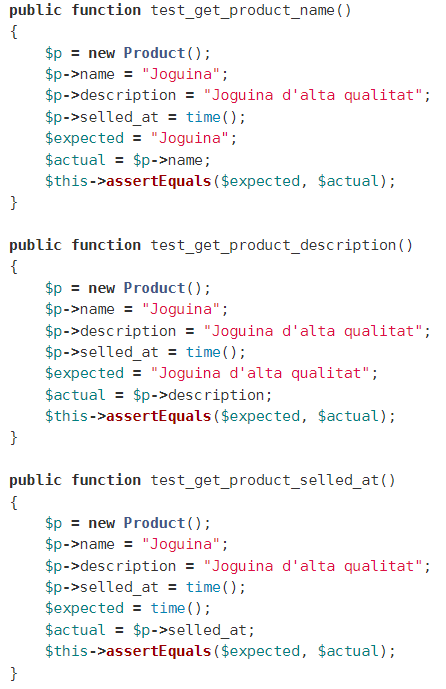 public function test_get_product_name()
{
    $p = new Product();
    $p->name = "Joguina";
    $p->description = "Joguina d'alta qualitat";
    $p->selled_at = time();
    $expected = "Joguina";
    $actual = $p->name;
    $this->assertEquals($expected, $actual);
}

public function test_get_product_description()
{
    $p = new Product();
    $p->name = "Joguina";
    $p->description = "Joguina d'alta qualitat";
    $p->selled_at = time();
    $expected = "Joguina d'alta qualitat";
    $actual = $p->description;
    $this->assertEquals($expected, $actual);
}

public function test_get_product_selled_at()
{
    $p = new Product();
    $p->name = "Joguina";
    $p->description = "Joguina d'alta qualitat";
    $p->selled_at = time();
    $expected = time();
    $actual = $p->selled_at;
    $this->assertEquals($expected, $actual);
}